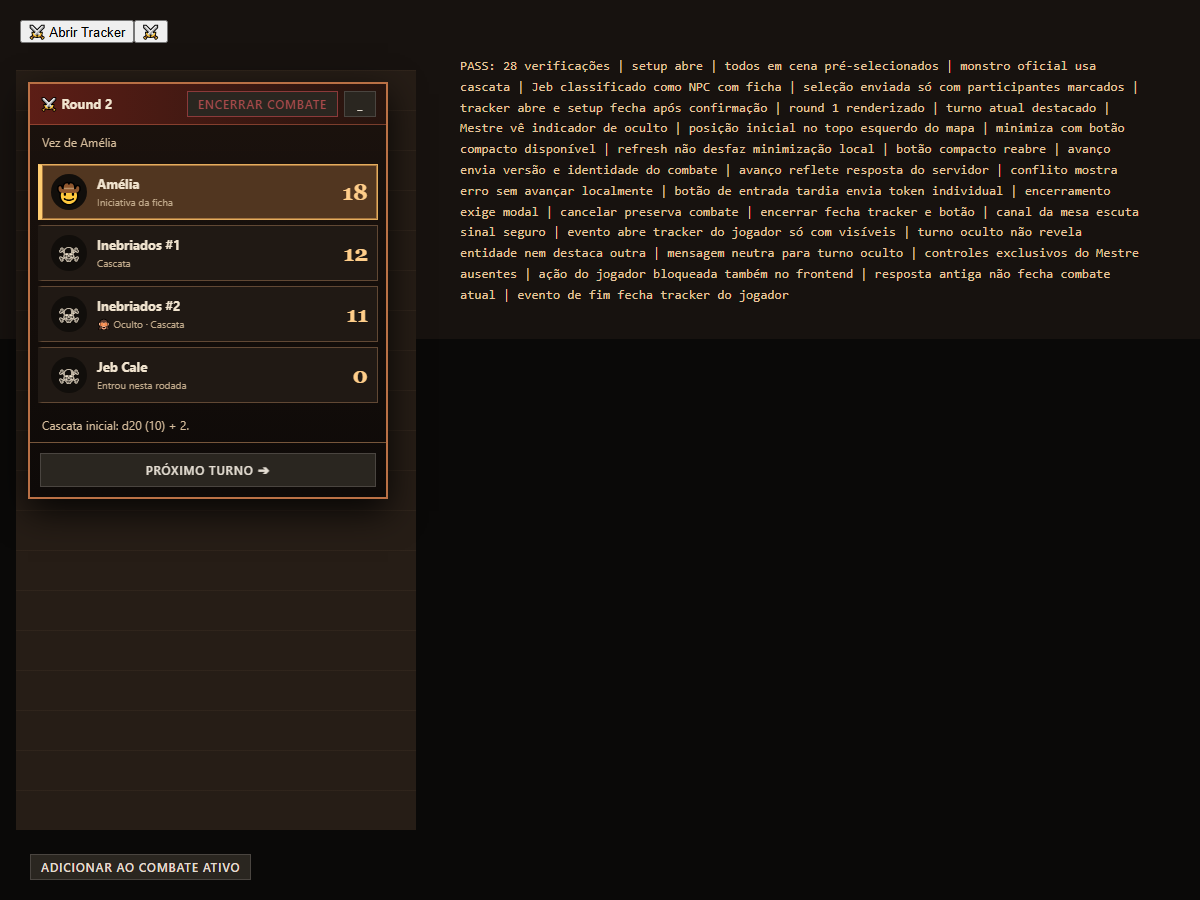 Abrir Tracker
Round 2
ENCERRAR COMBATE
_
Vez de Amélia
Amélia
Iniciativa da ficha
18
Inebriados #1
Cascata
12
Inebriados #2
Oculto · Cascata
11
Jeb Cale
Entrou nesta rodada
0
Cascata inicial: d20 (10) + 2.
PRÓXIMO TURNO ➔
ADICIONAR AO COMBATE ATIVO
PASS: 28 verificações | setup abre | todos em cena pré-selecionados | monstro oficial usa
cascata | Jeb classificado como NPC com ficha | seleção enviada só com participantes marcados |
tracker abre e setup fecha após confirmação | round 1 renderizado | turno atual destacado |
Mestre vê indicador de oculto | posição inicial no topo esquerdo do mapa | minimiza com botão
compacto disponível | refresh não desfaz minimização local | botão compacto reabre | avanço
envia versão e identidade do combate | avanço reflete resposta do servidor | conflito mostra
erro sem avançar localmente | botão de entrada tardia envia token individual | encerramento
exige modal | cancelar preserva combate | encerrar fecha tracker e botão | canal da mesa escuta
sinal seguro | evento abre tracker do jogador só com visíveis | turno oculto não revela
entidade nem destaca outra | mensagem neutra para turno oculto | controles exclusivos do Mestre
ausentes | ação do jogador bloqueada também no frontend | resposta antiga não fecha combate
atual | evento de fim fecha tracker do jogador